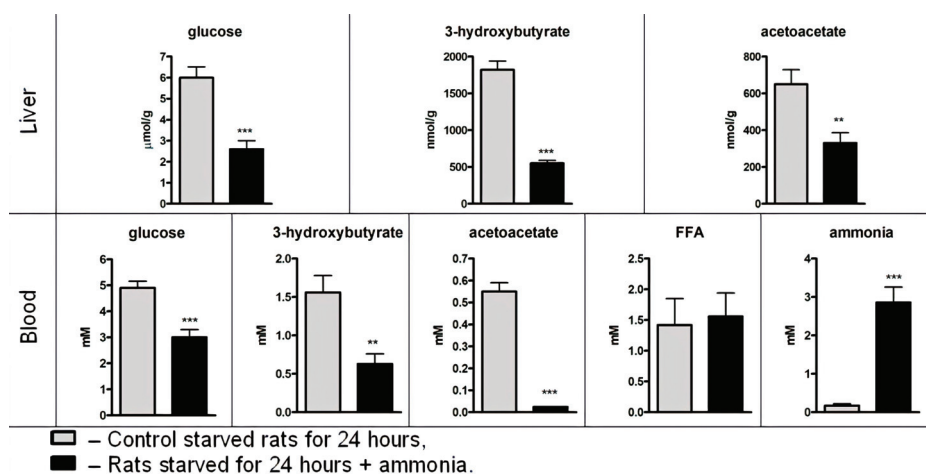 Liver
glucose
μmol/g
7
6
5
4
3
2
1
0
***
3-hydroxybutyrate
nmol/g
2000
1500
1000
500
0
***
acetoacetate
nmol/g
800
600
400
200
0
**
Blood
glucose
mM
6
5
4
3
2
1
0
***
3-hydroxybutyrate
mM
2.0
1.5
1.0
0.5
0.0
**
acetoacetate
mM
0.7
0.6
0.5
0.4
0.3
0.2
0.1
0.0
***
FFA
mM
2.5
2.0
1.5
1.0
0.5
0.0
ammonia
mM
4
3
2
1
0
***
– Control starved rats for 24 hours,
– Rats starved for 24 hours + ammonia.